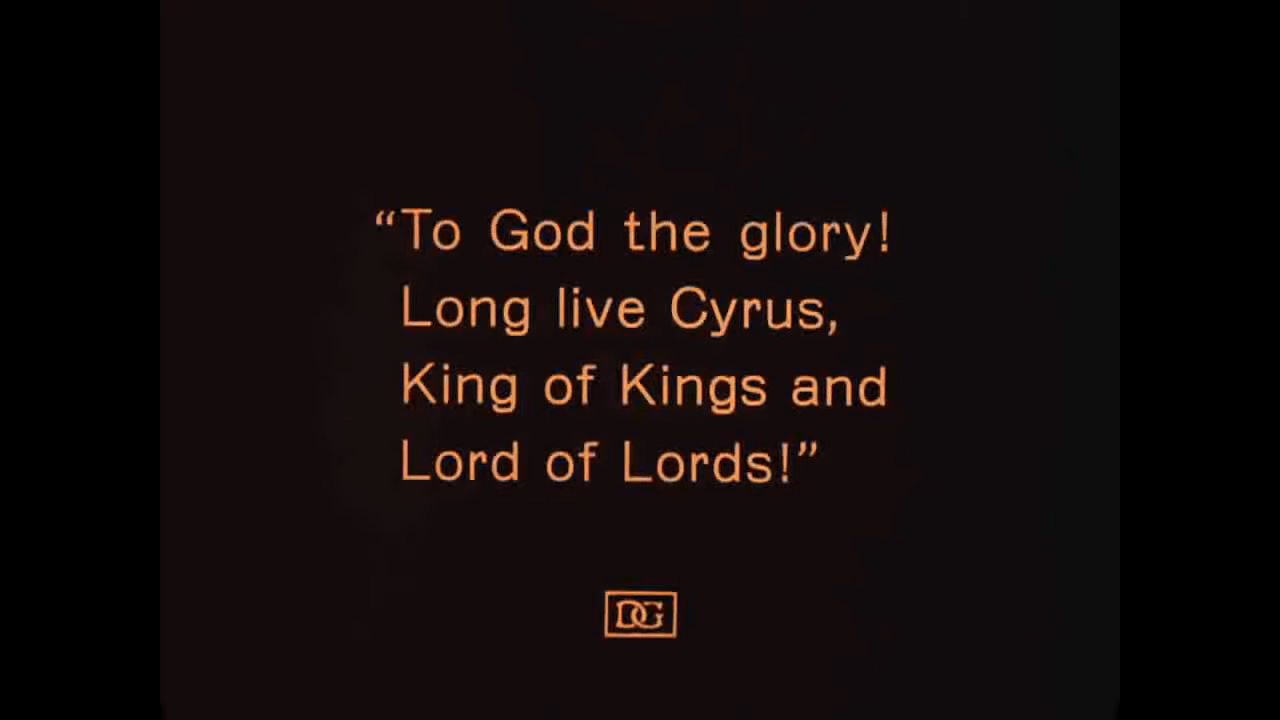 “To God the glory!
Long live Cyrus,
King of Kings and
Lord of Lords!”
DG